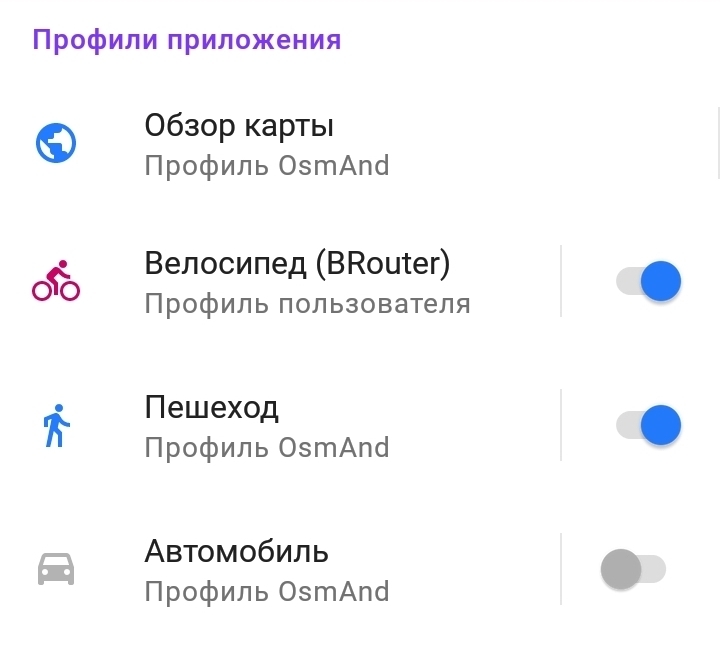 Профили приложения
Обзор карты
Профиль OsmAnd
Велосипед (BRouter)
Профиль пользователя
Пешеход
Профиль OsmAnd
Автомобиль
Профиль OsmAnd